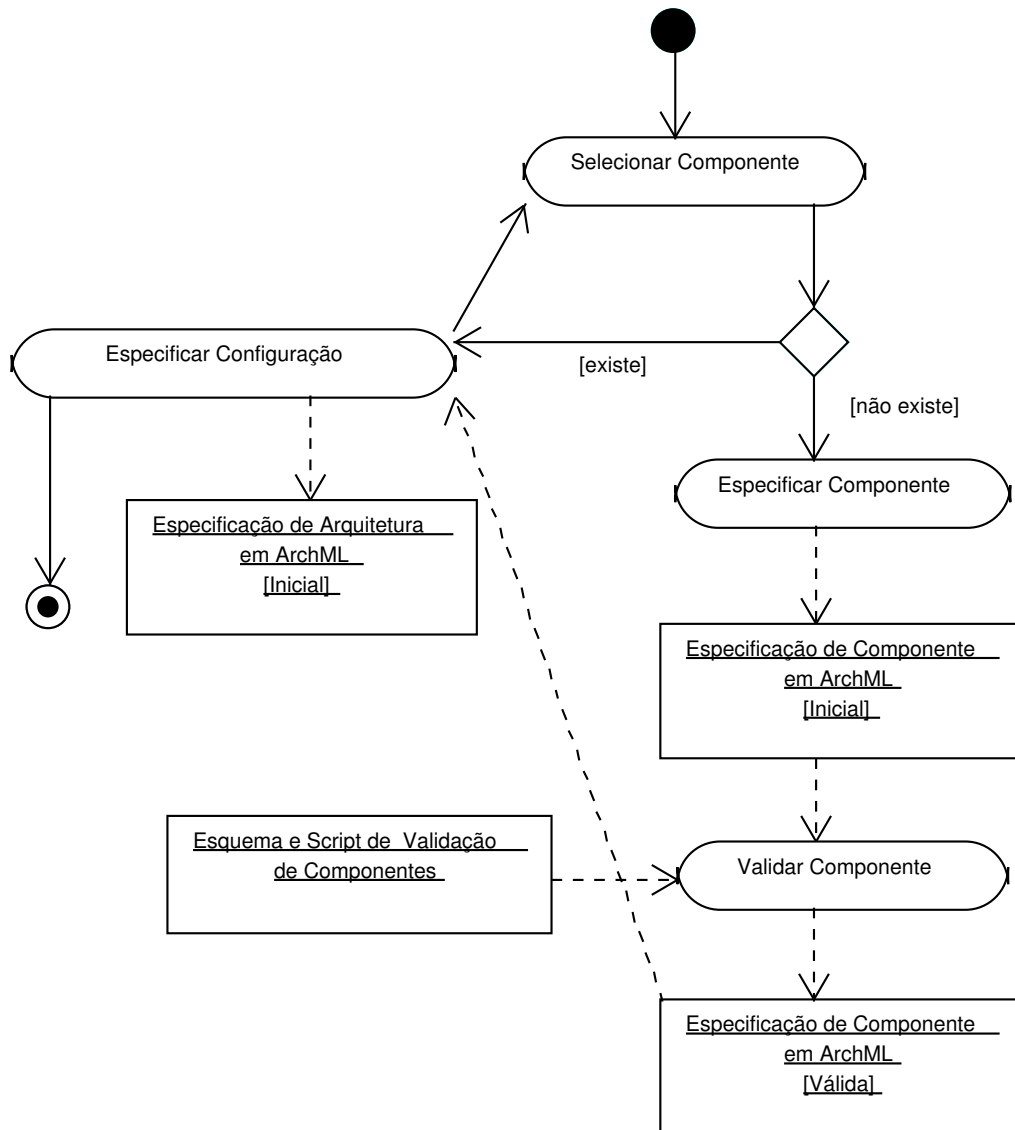 Selecionar Componente
Especificar Configuração
[existe]
[não existe]
Especificar Componente
Especificação de Arquitetura
em ArchML
[Inicial]
Especificação de Componente
em ArchML
[Inicial]
Esquema e Script de Validação
de Componentes
Validar Componente
Especificação de Componente
em ArchML
[Válida]